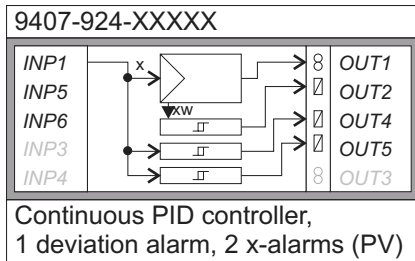 9407-924-XXXXX
INP1 x OUT1
INP5 OUT2
INP6 xw OUT4
INP3 OUT5
INP4 OUT3
Continuous PID controller,
1 deviation alarm, 2 x-alarms (PV)